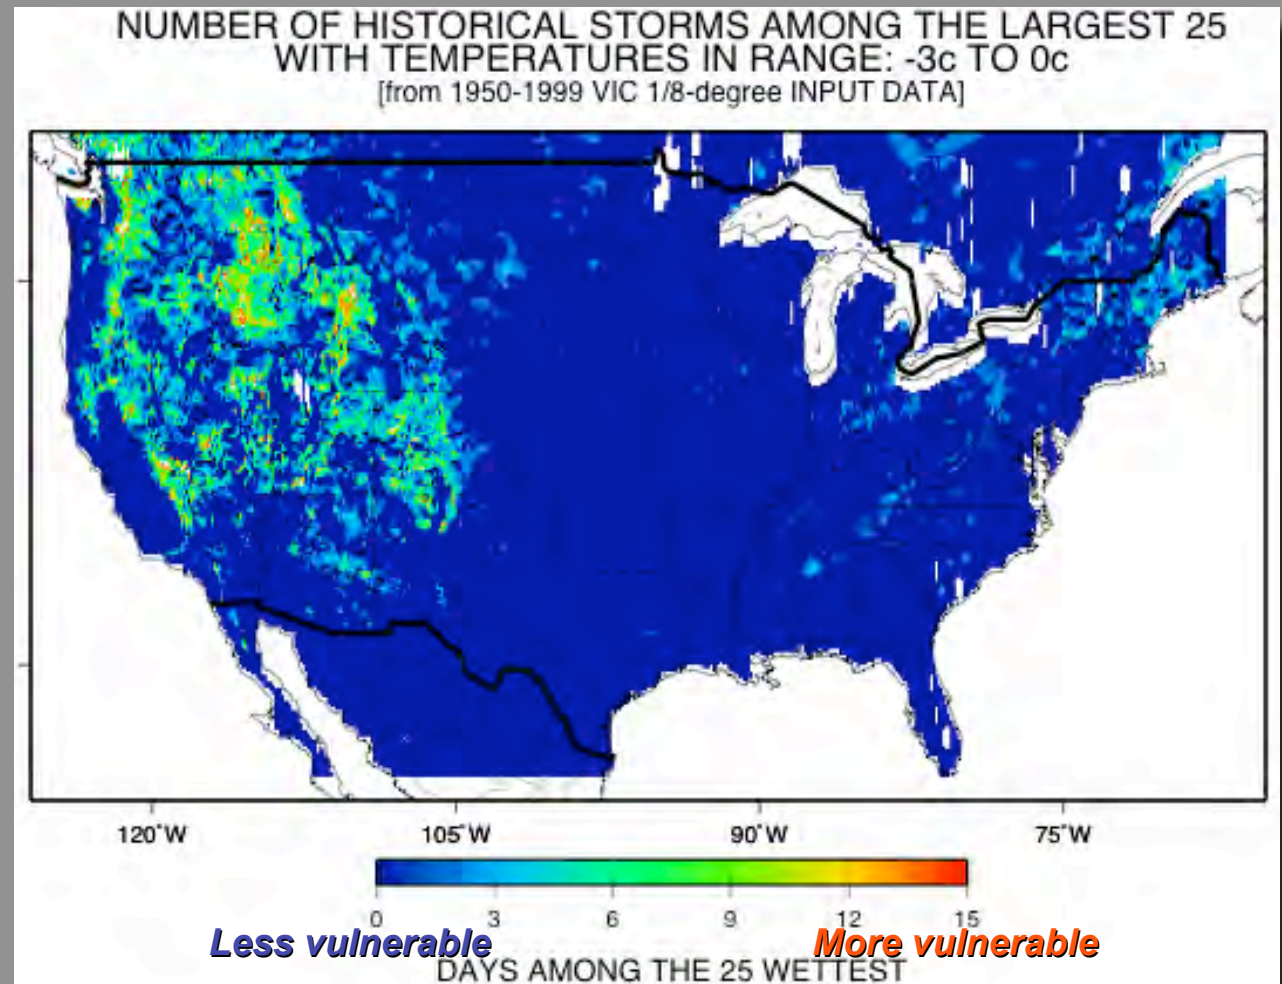 NUMBER OF HISTORICAL STORMS AMONG THE LARGEST 25
WITH TEMPERATURES IN RANGE: -3c TO 0c
[from 1950-1999 VIC 1/8-degree INPUT DATA]
120°W 105°W 90°W 75°W
0 3 6 9 12 15
Less vulnerable More vulnerable
DAYS AMONG THE 25 WETTEST